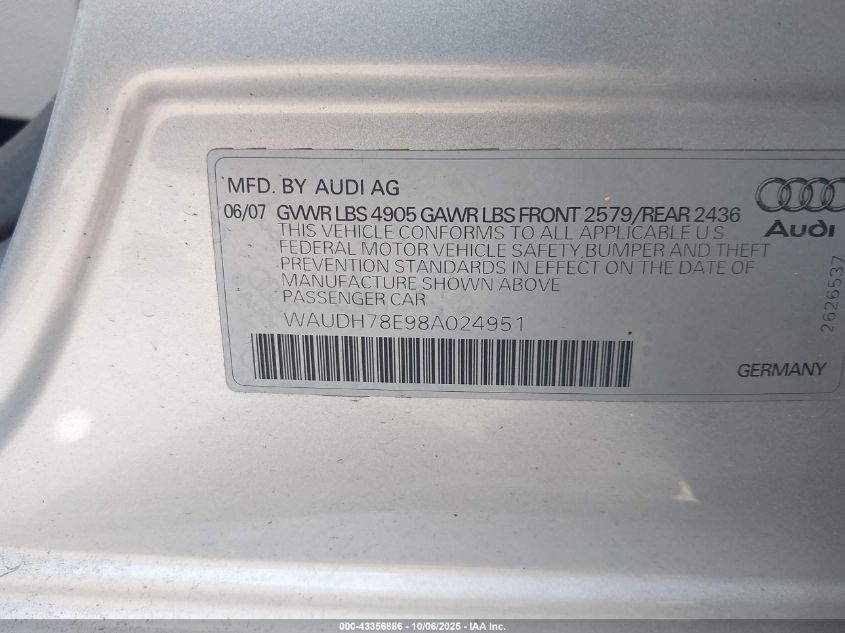 MFD. BY AUDI AG
06/07 GVWR LBS 4905 GAWR LBS FRONT 2579/REAR 2436
THIS VEHICLE CONFORMS TO ALL APPLICABLE U.S.
FEDERAL MOTOR VEHICLE SAFETY,BUMPER AND THEFT
PREVENTION STANDARDS IN EFFECT ON THE DATE OF
MANUFACTURE SHOWN ABOVE
PASSENGER CAR
WAUDH78E98A024951
Audi
2626537
GERMANY
000-43356886 - 10/06/2025 - IAA Inc.